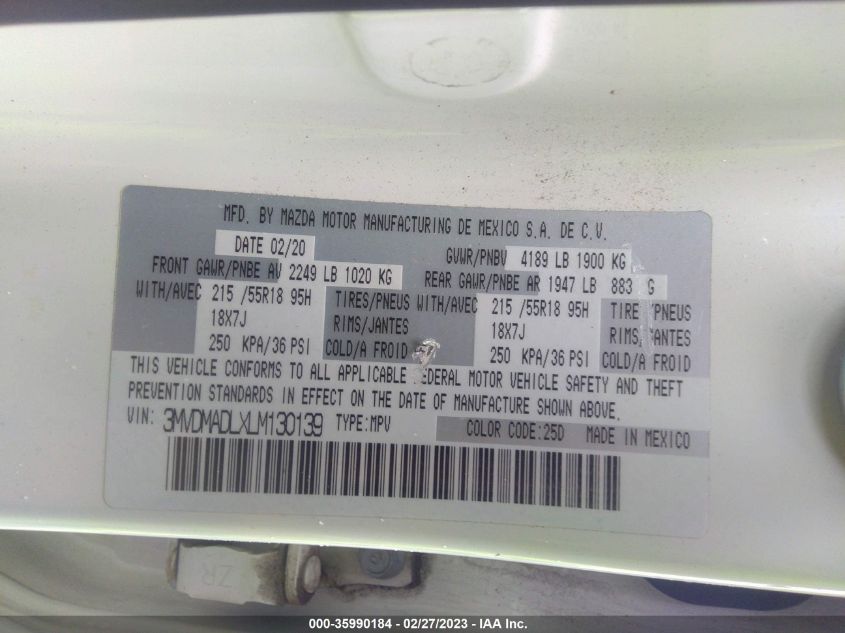 MFD. BY MAZDA MOTOR MANUFACTURING DE MEXICO S.A. DE C.V.
DATE 02/20 GVWR/PNBV 4189 LB 1900 KG
FRONT GAWR/PNBE AV 2249 LB 1020 KG REAR GAWR/PNBE AR 1947 LB 883 G
WITH/AVEC 215 /55R18 95H TIRES/PNEUS WITH/AVEC 215 /55R18 95H TIRE /PNEUS
18X7J RIMS/JANTES 18X7J RIMS/JANTES
250 KPA/36 PSI COLD/A FROID 250 KPA/36 PSI COLD/A FROID
THIS VEHICLE CONFORMS TO ALL APPLICABLE EDERAL MOTOR VEHICLE SAFETY AND THEFT
PREVENTION STANDARDS IN EFFECT ON THE DATE OF MANUFACTURE SHOWN ABOVE.
VIN: 3MVDMADLXLM130139 TYPE:MPV COLOR CODE:25D MADE IN MEXICO
ZR
000-35990184 - 02/27/2023 - IAA Inc.